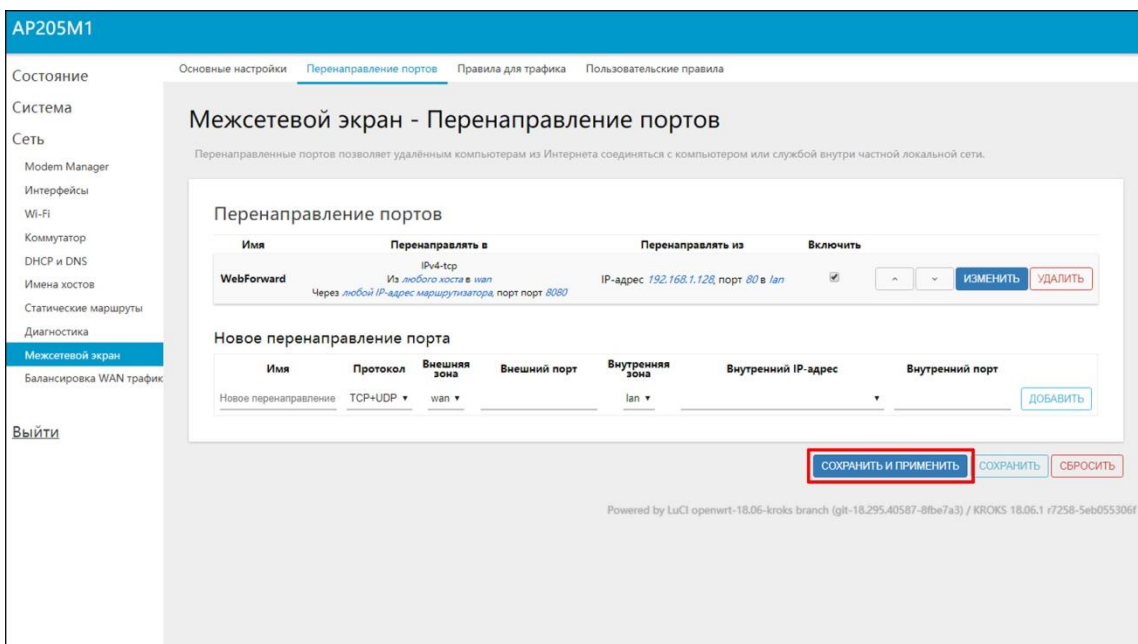 AP205M1
Состояние
Система
Сеть
Modem Manager
Интерфейсы
Wi-Fi
Коммутатор
DHCP и DNS
Имена хостов
Статические маршруты
Диагностика
Межсетевой экран
Балансировка WAN трафик
Выйти
Основные настройки Перенаправление портов Правила для трафика Пользовательские правила
Межсетевой экран - Перенаправление портов
Перенаправленные портов позволяет удалённым компьютерам из Интернета соединяться с компьютером или службой внутри частной локальной сети.
Перенаправление портов
Имя Перенаправлять в Перенаправлять из Включить
IPv4-tcp
WebForward Из любого хоста в wan IP-адрес 192.168.1.128, порт 80 в lan ИЗМЕНИТЬ УДАЛИТЬ
Через любой IP-адрес маршрутизатора, порт порт 8080
Новое перенаправление порта
Имя Протокол Внешняя зона Внешний порт Внутренняя зона Внутренний IP-адрес Внутренний порт
Новое перенаправление TCP+UDP wan lan ДОБАВИТЬ
СОХРАНИТЬ И ПРИМЕНИТЬ СОХРАНИТЬ СБРОСИТЬ
Powered by LuCI openwrt-18.06-kroks branch (git-18.295.40587-8fbe7a3) / KROKS 18.06.1 r7258-5eb055306f